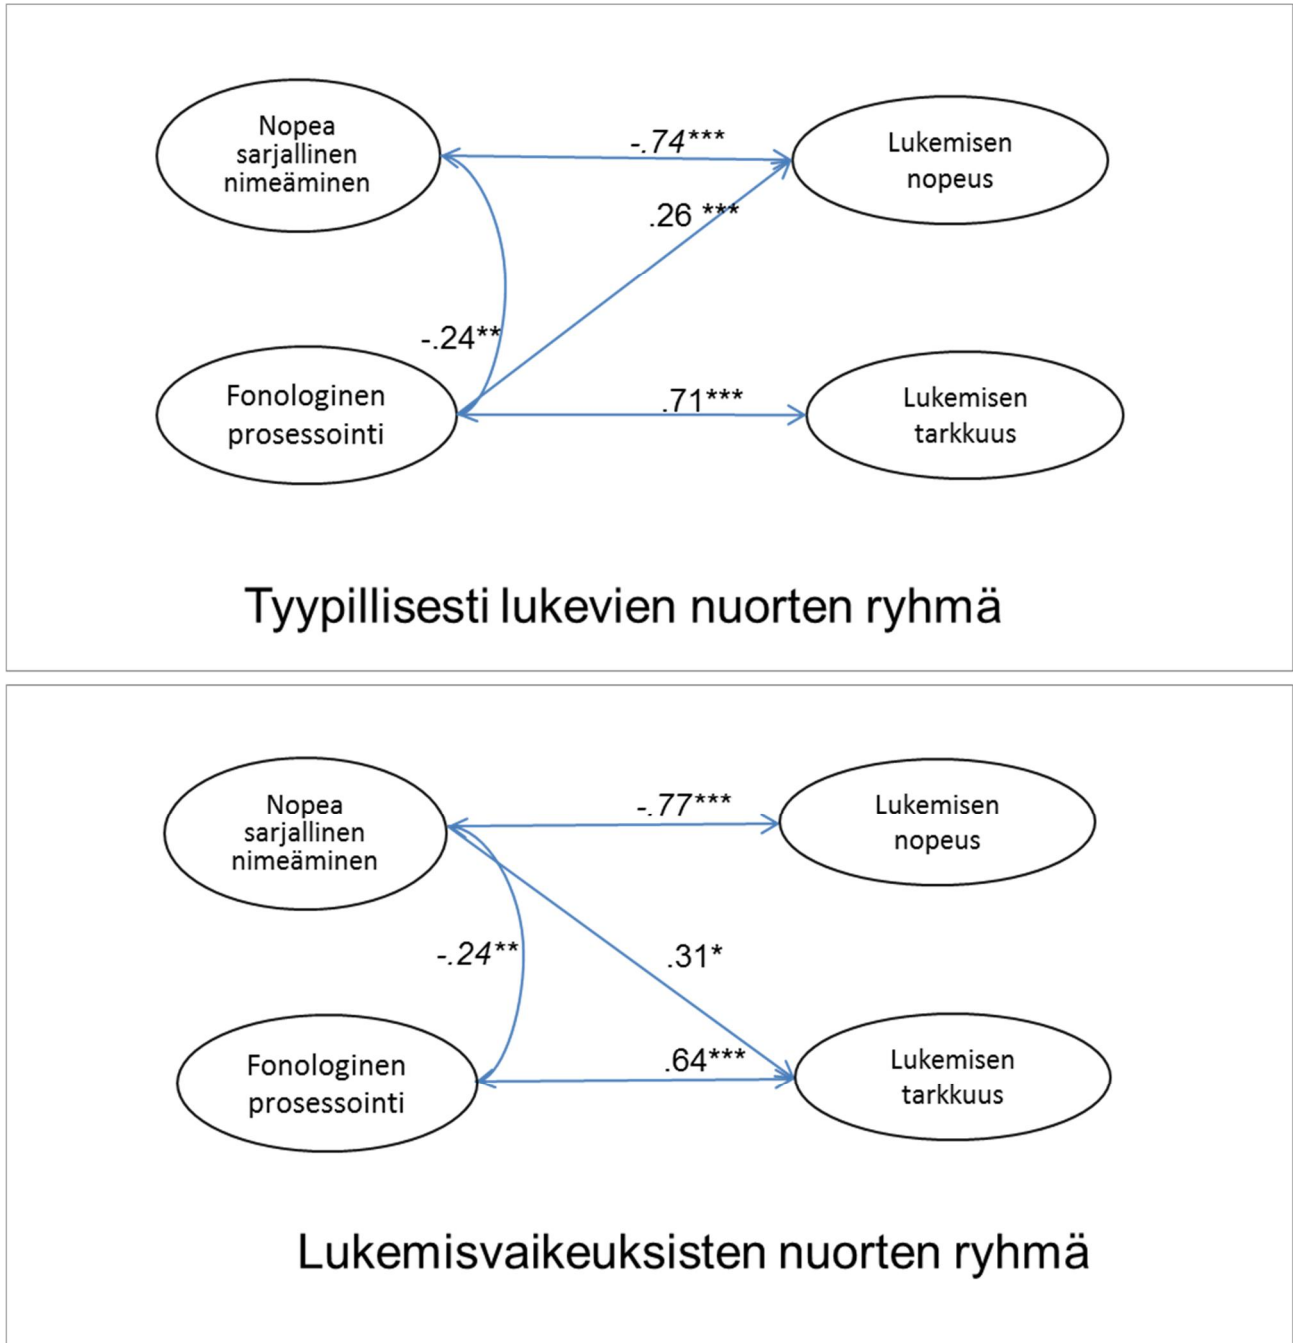 Nopea
sarjallinen
nimeäminen
-.74***
Lukemisen
nopeus
.26 ***
-.24**
Fonologinen
prosessointi
.71***
Lukemisen
tarkkuus
Tyypillisesti lukevien nuorten ryhmä
Nopea
sarjallinen
nimeäminen
-.77***
Lukemisen
nopeus
-.24**
.31*
Fonologinen
prosessointi
.64***
Lukemisen
tarkkuus
Lukemisvaikeuksisten nuorten ryhmä